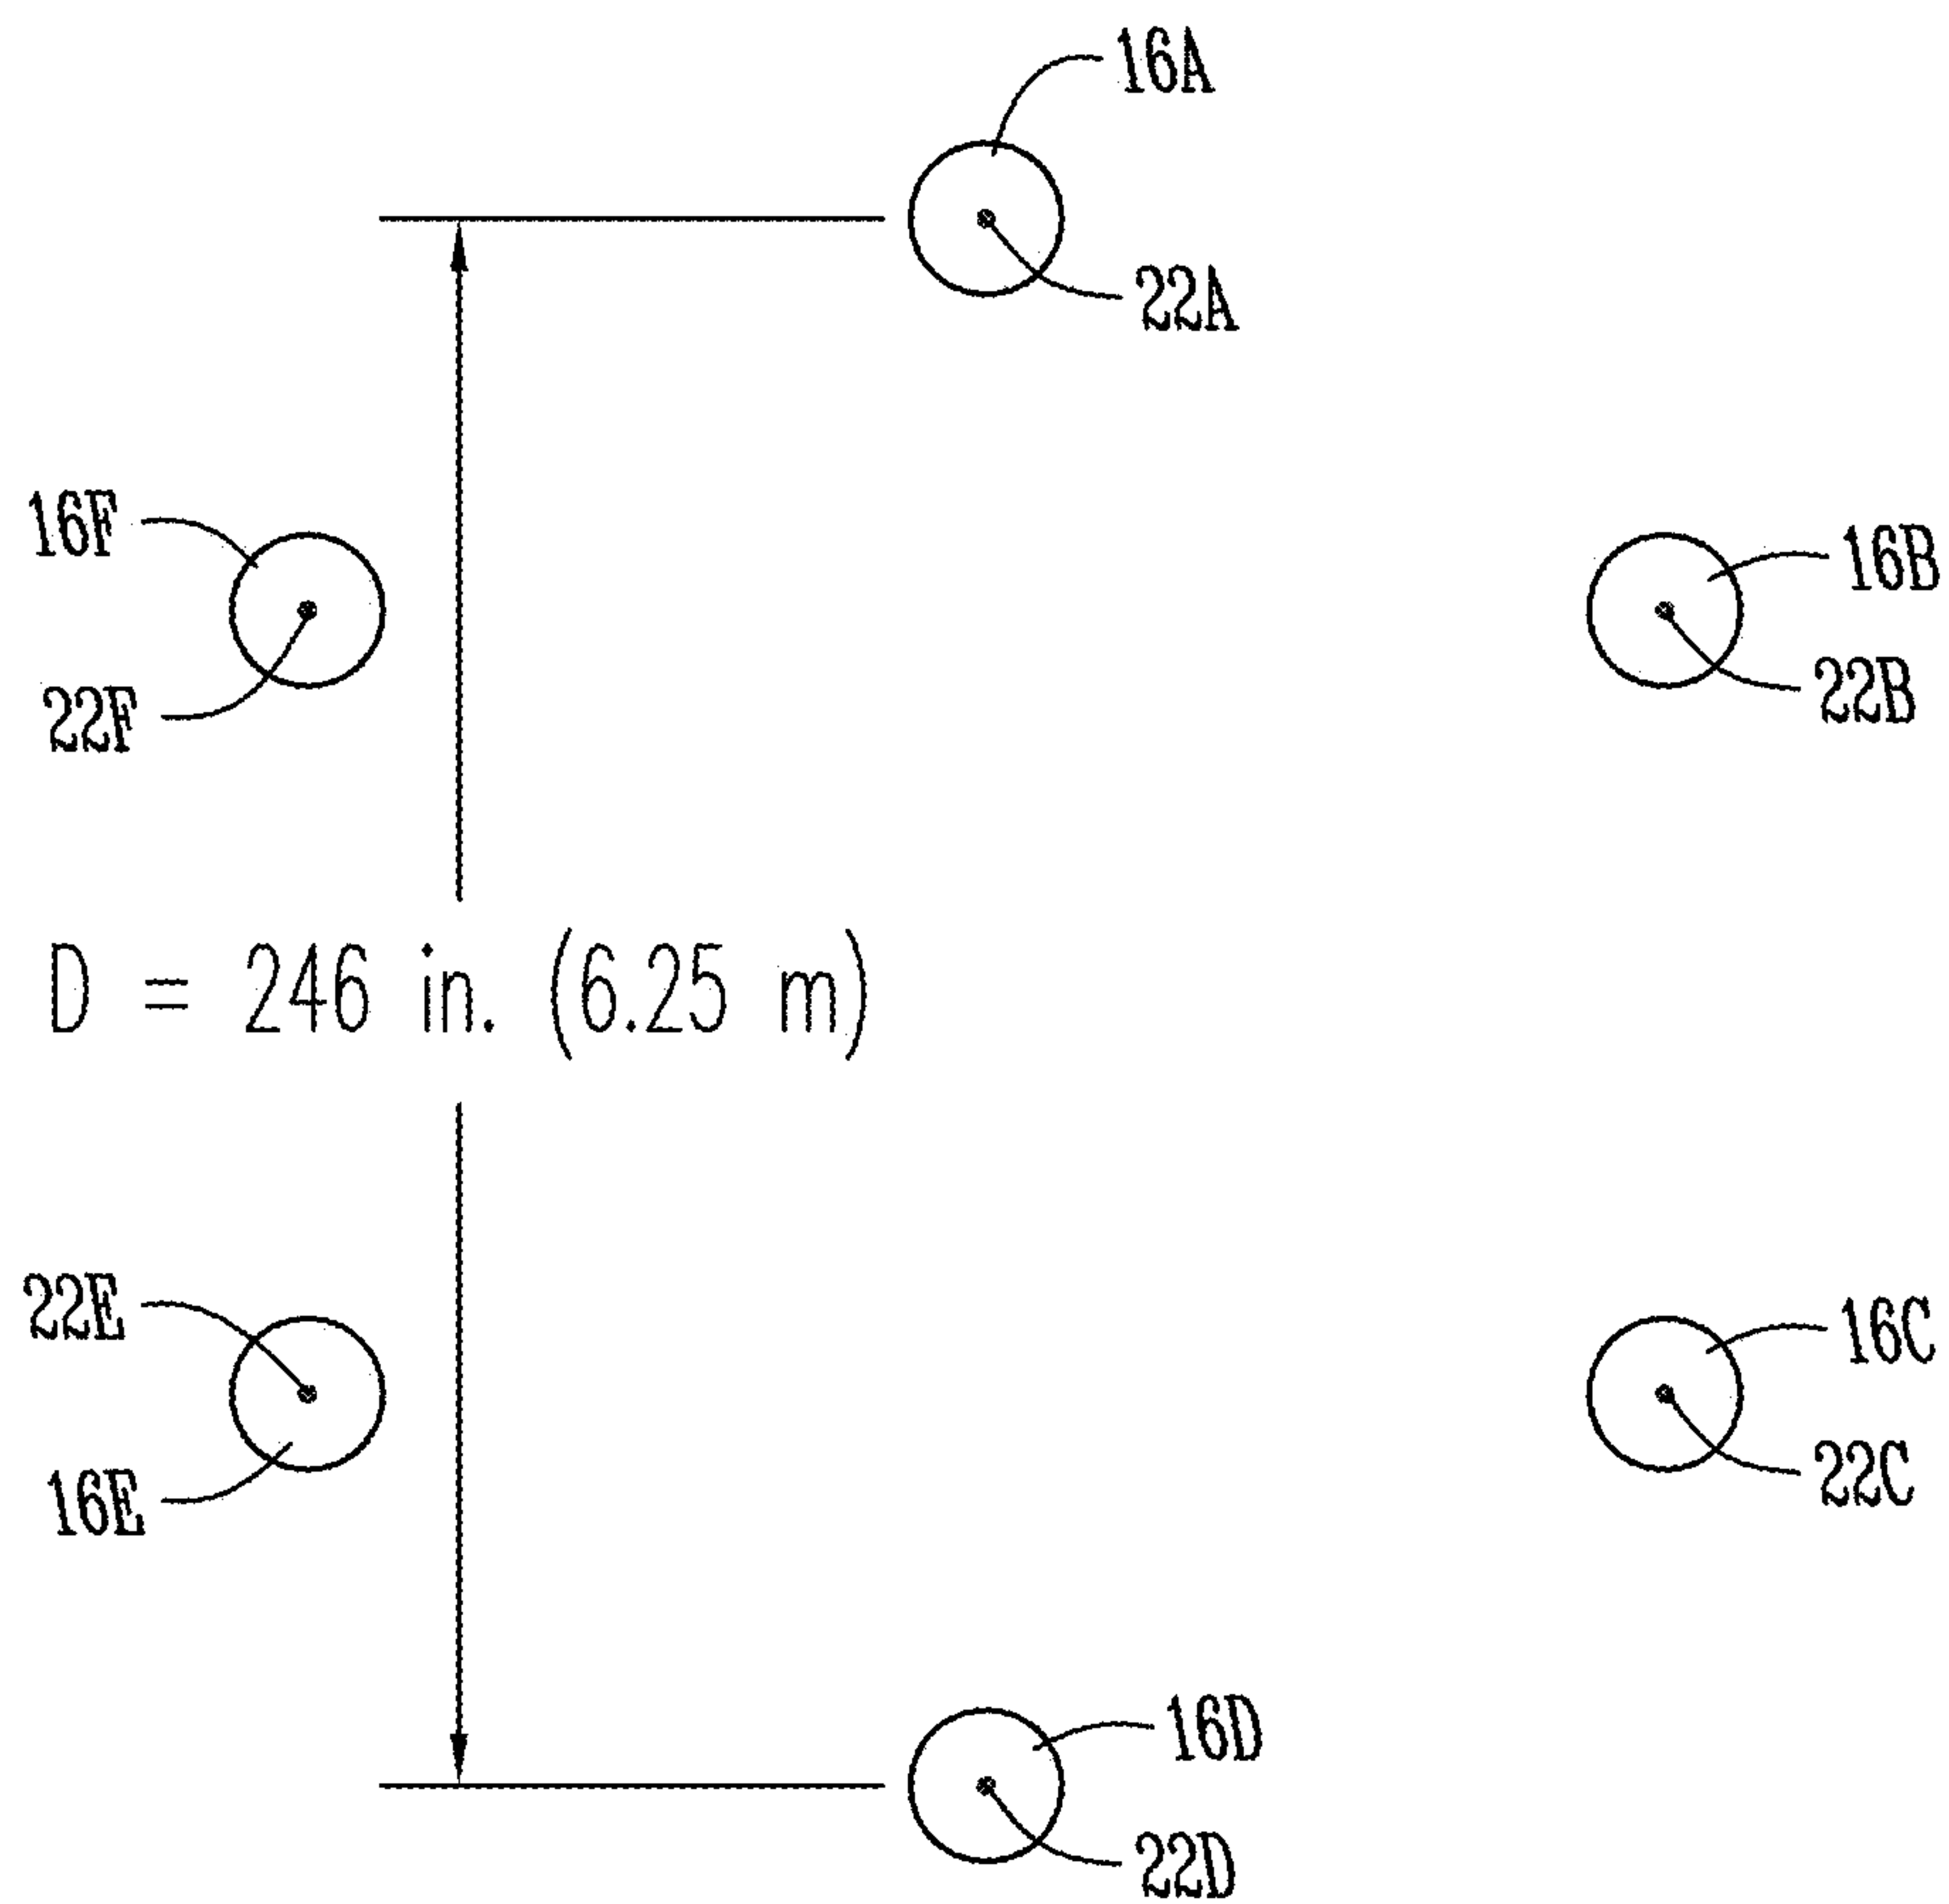 16A
22A
16F
16B
22F
22B
D = 246 in. (6.25 m)
22E
16C
16E
22C
16D
22D